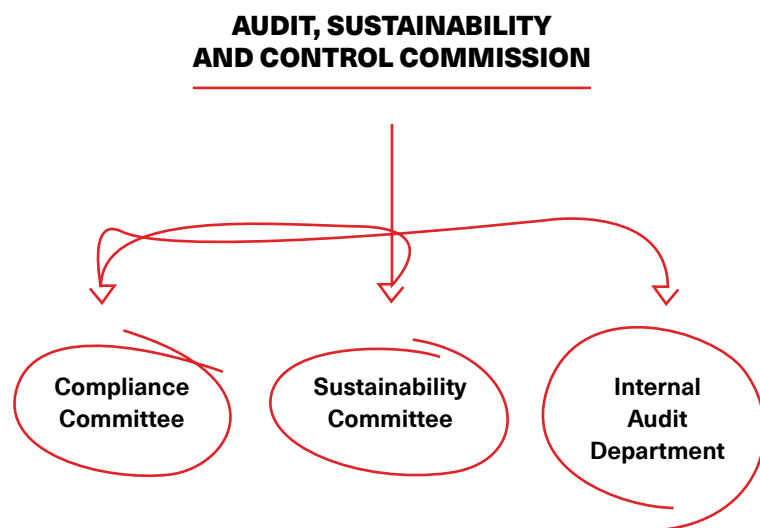 AUDIT, SUSTAINABILITY
AND CONTROL COMMISSION
Compliance
Committee
Sustainability
Committee
Internal
Audit
Department